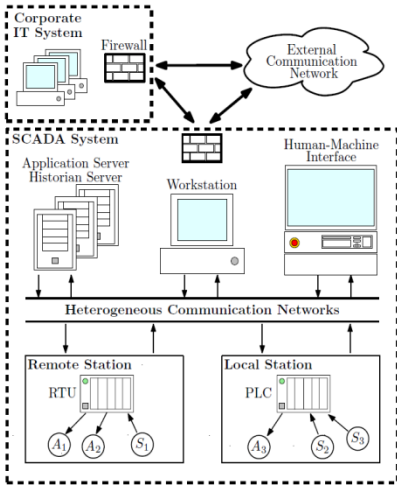 Corporate
IT System
Firewall
External
Communication
Network
SCADA System
Application Server
Historian Server
Workstation
Human-Machine
Interface
Heterogeneous Communication Networks
Remote Station
RTU
A₁
A₂
S₁
Local Station
PLC
A₃
S₂
S₃